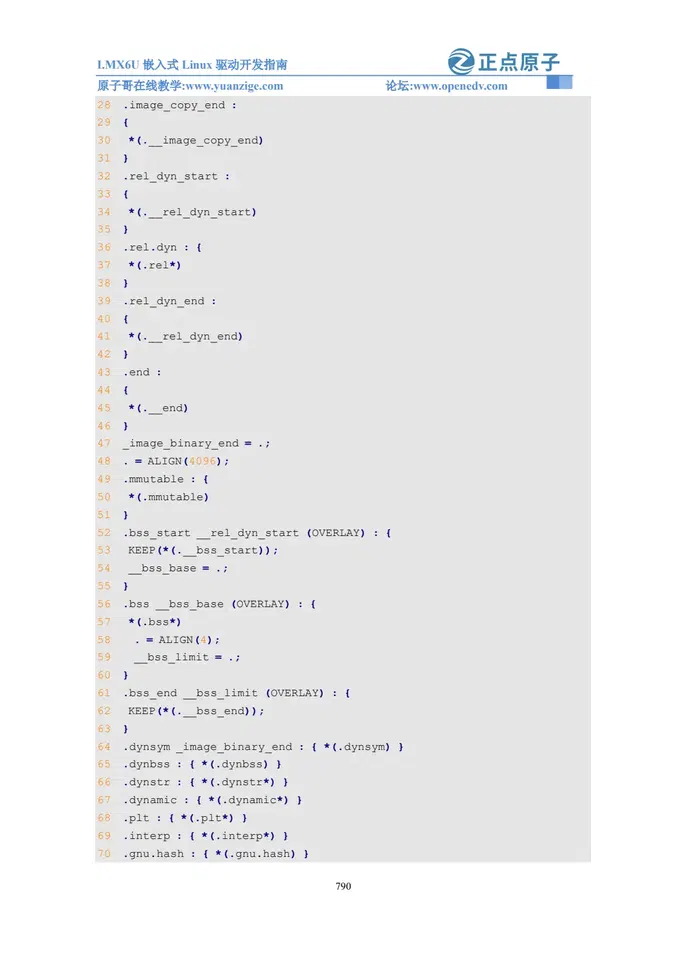 I.MX6U 嵌入式 Linux 驱动开发指南
正点原子
原子哥在线教学:www.yuanzige.com 论坛:www.openedv.com
28 .image_copy_end :
29 {
30 *(.__image_copy_end)
31 }
32 .rel_dyn_start :
33 {
34 *(.__rel_dyn_start)
35 }
36 .rel.dyn : {
37 *(.rel*)
38 }
39 .rel_dyn_end :
40 {
41 *(.__rel_dyn_end)
42 }
43 .end :
44 {
45 *(.__end)
46 }
47 _image_binary_end = .;
48 . = ALIGN(4096);
49 .mmutable : {
50 *(.mmutable)
51 }
52 .bss_start __rel_dyn_start (OVERLAY) : {
53 KEEP(*(.__bss_start));
54 __bss_base = .;
55 }
56 .bss __bss_base (OVERLAY) : {
57 *(.bss*)
58 . = ALIGN(4);
59 __bss_limit = .;
60 }
61 .bss_end __bss_limit (OVERLAY) : {
62 KEEP(*(.__bss_end));
63 }
64 .dynsym _image_binary_end : { *(.dynsym) }
65 .dynbss : { *(.dynbss) }
66 .dynstr : { *(.dynstr*) }
67 .dynamic : { *(.dynamic*) }
68 .plt : { *(.plt*) }
69 .interp : { *(.interp*) }
70 .gnu.hash : { *(.gnu.hash) }
790